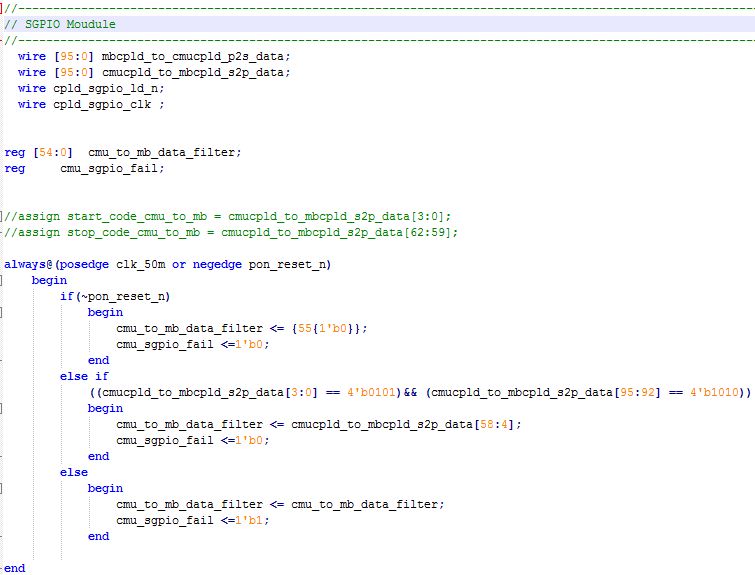 //----------------------------------------------------------------------------------------------------------
// SGPIO Moudule
//----------------------------------------------------------------------------------------------------------
wire [95:0] mbcpld_to_cmucpld_p2s_data;
wire [95:0] cmucpld_to_mbcpld_s2p_data;
wire cpld_sgpio_ld_n;
wire cpld_sgpio_clk ;
reg [54:0]  cmu_to_mb_data_filter;
reg     cmu_sgpio_fail;
//assign start_code_cmu_to_mb = cmucpld_to_mbcpld_s2p_data[3:0];
//assign stop_code_cmu_to_mb = cmucpld_to_mbcpld_s2p_data[62:59];
always@(posedge clk_50m or negedge pon_reset_n)
begin
if(~pon_reset_n)
begin
cmu_to_mb_data_filter <= {55{1'b0}};
cmu_sgpio_fail <=1'b0;
end
else if
((cmucpld_to_mbcpld_s2p_data[3:0] == 4'b0101)&& (cmucpld_to_mbcpld_s2p_data[95:92] == 4'b1010))
begin
cmu_to_mb_data_filter <= cmucpld_to_mbcpld_s2p_data[58:4];
cmu_sgpio_fail <=1'b0;
end
else
begin
cmu_to_mb_data_filter <= cmu_to_mb_data_filter;
cmu_sgpio_fail <=1'b1;
end
end